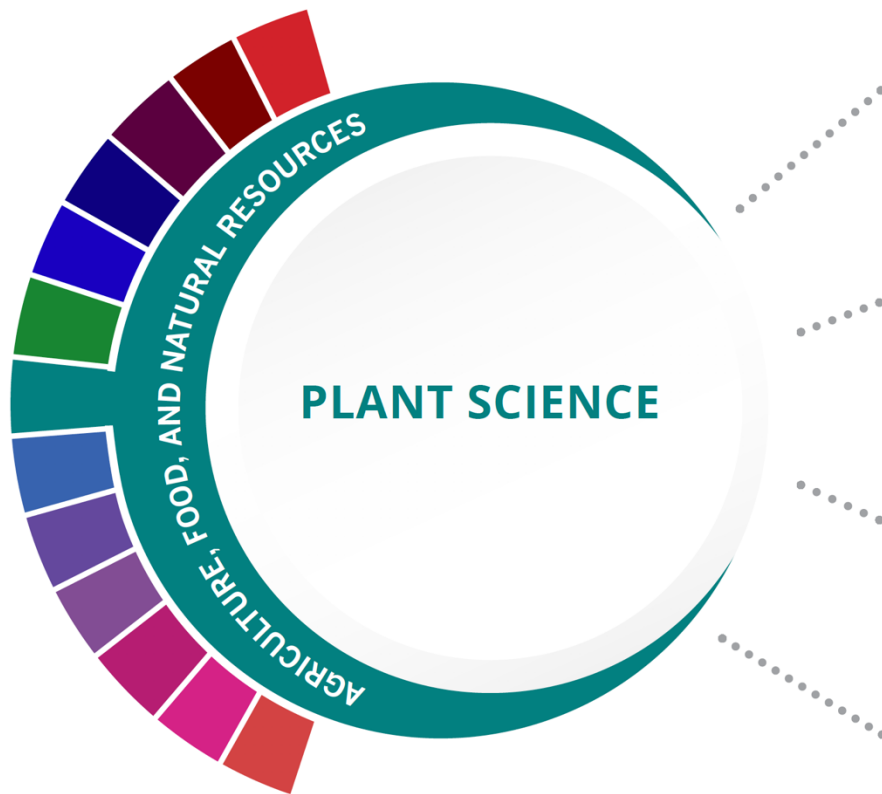 AGRICULTURE, FOOD, AND NATURAL RESOURCES
PLANT SCIENCE